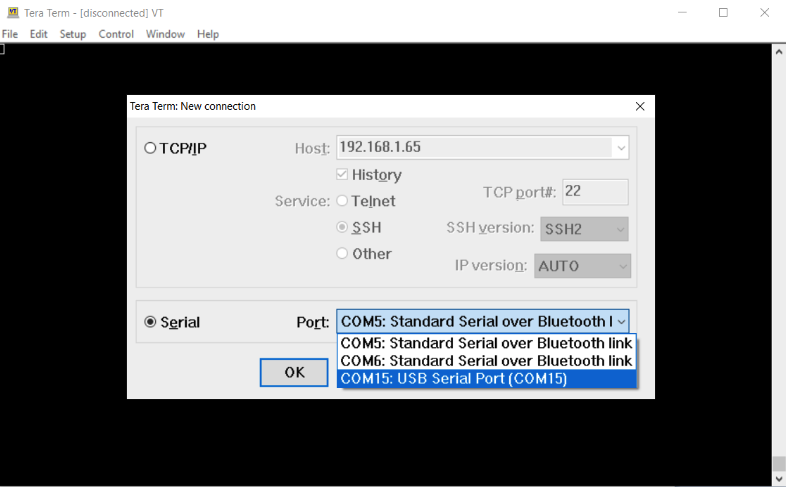 Tera Term - [disconnected] VT
File Edit Setup Control Window Help
Tera Term: New connection
TCP/IP
Host: 192.168.1.65
History
Service: Telnet
TCP port#: 22
SSH
SSH version: SSH2
Other
IP version: AUTO
Serial
Port: COM5: Standard Serial over Bluetooth l
COM5: Standard Serial over Bluetooth link
COM6: Standard Serial over Bluetooth link
COM15: USB Serial Port (COM15)
OK